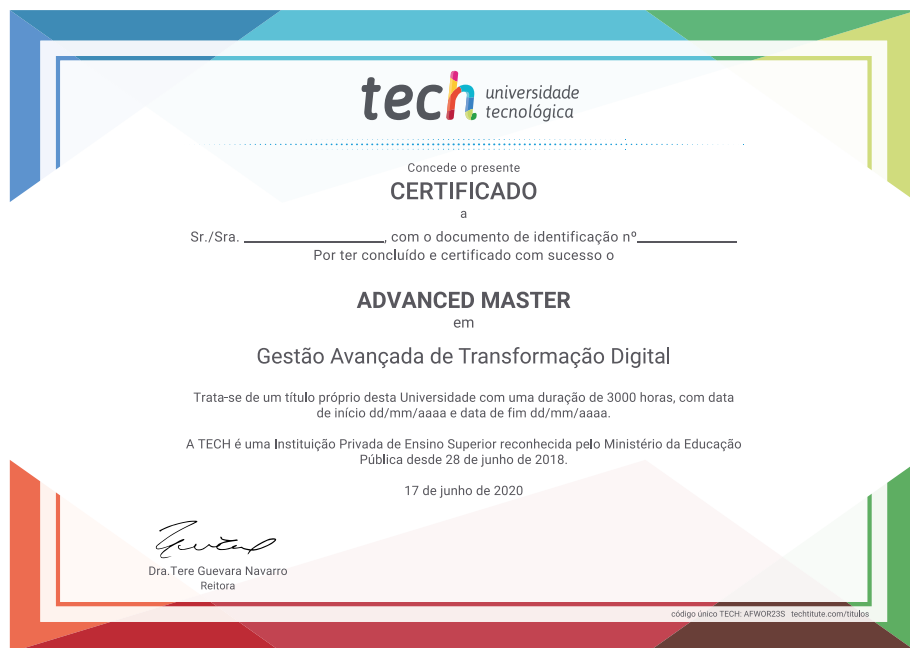 tech universidade
tecnológica
Concede o presente
CERTIFICADO
a
Sr./Sra. ________________, com o documento de identificação nº____________
Por ter concluído e certificado com sucesso o
ADVANCED MASTER
em
Gestão Avançada de Transformação Digital
Trata-se de um título próprio desta Universidade com uma duração de 3000 horas, com data
de início dd/mm/aaaa e data de fim dd/mm/aaaa.
A TECH é uma Instituição Privada de Ensino Superior reconhecida pelo Ministério da Educação
Pública desde 28 de junho de 2018.
17 de junho de 2020
Dra.Tere Guevara Navarro
Reitora
código único TECH: AFWOR23S techtitute.com/titulos